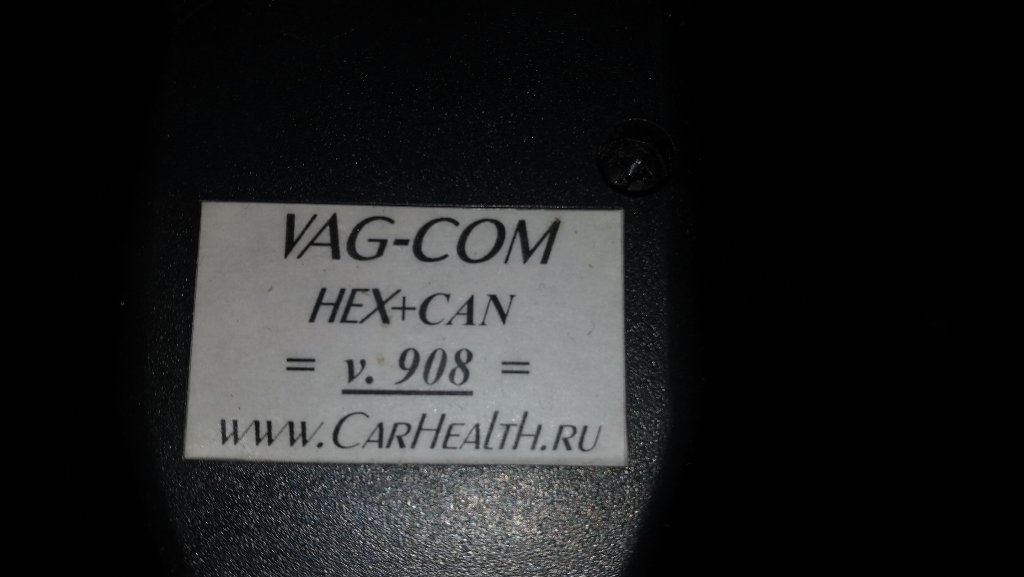 VAG-COM
HEX+CAN
= v. 908 =
www.CarHealth.ru